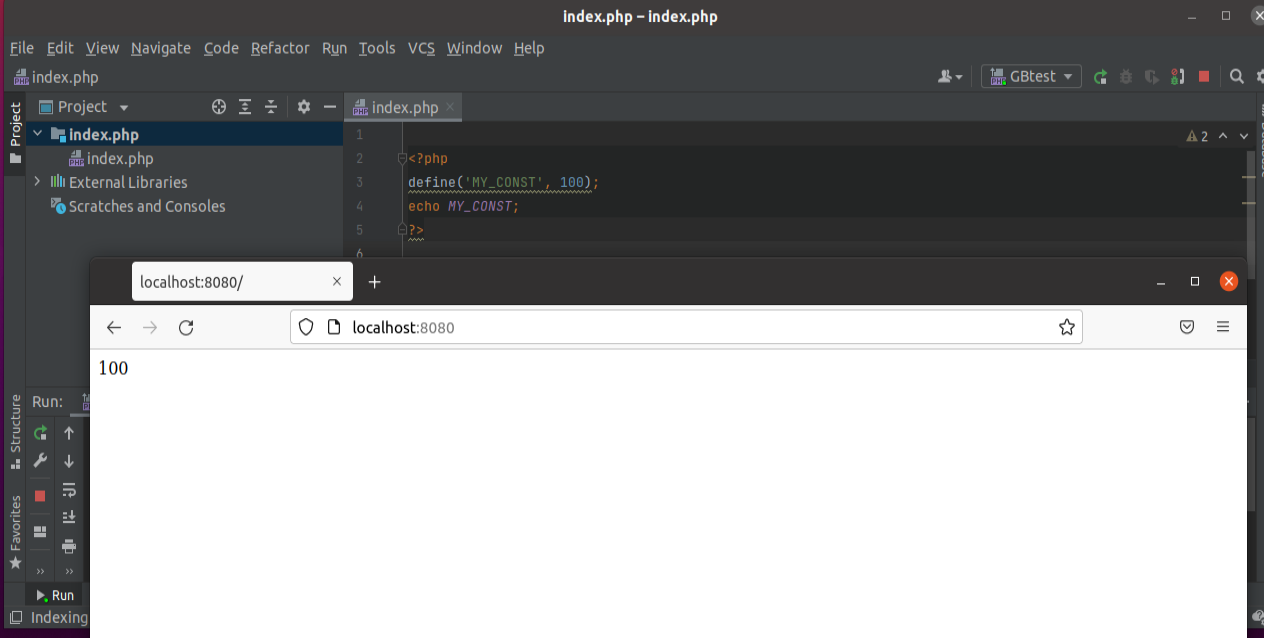 index.php – index.php
File Edit View Navigate Code Refactor Run Tools VCS Window Help
index.php
GBtest
Project
Project
index.php
2
index.php
index.php
External Libraries
Scratches and Consoles
1
2 <?php
3 define('MY_CONST', 100);
4 echo MY_CONST;
5 ?>
6
localhost:8080/
localhost:8080
100
Run:
Structure
Favorites
Run
Indexing